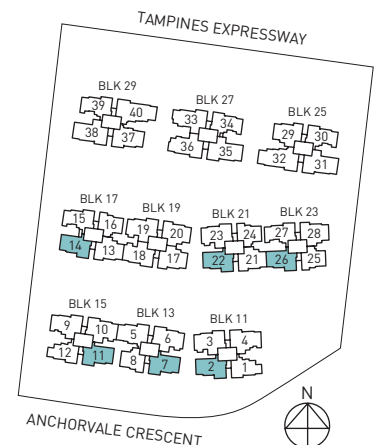 TAMPINES EXPRESSWAY
BLK 29
39 40
38 37
BLK 27
33 34
36 35
BLK 25
29 30
32 31
BLK 17
15 16
14 13
BLK 19
19 20
18 17
BLK 21
23 24
22 21
BLK 23
27 28
26 25
BLK 15
9 10
12 11
BLK 13
5 6
8 7
BLK 11
3 4
2 1
N
ANCHORVALE CRESCENT